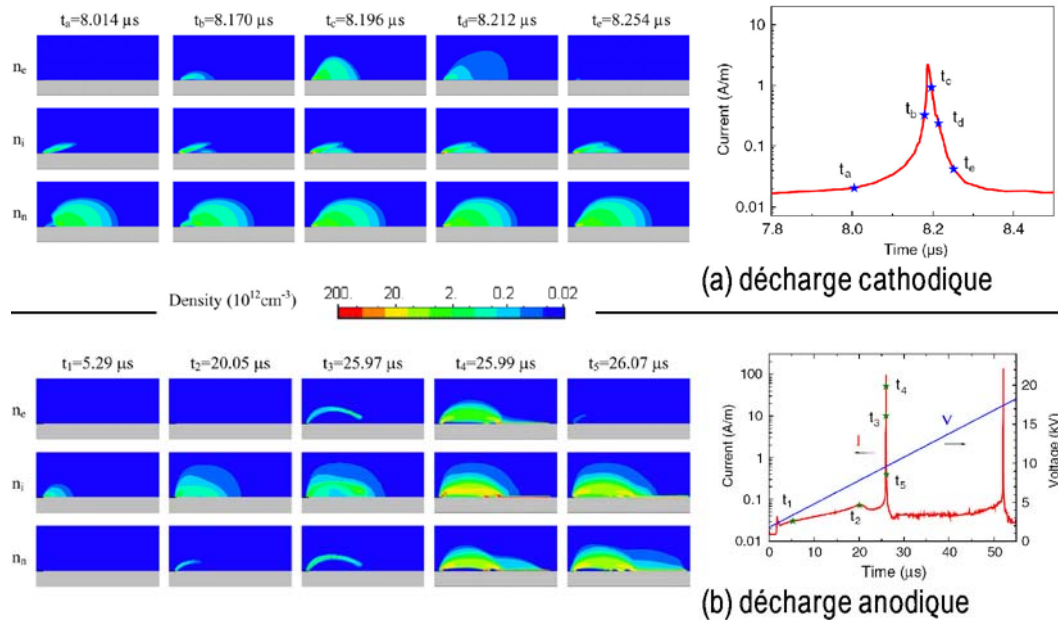 tₐ=8.014 µs t_b=8.170 µs t_c=8.196 µs t_d=8.212 µs t_e=8.254 µs
nₑ
nᵢ
nₙ
Current (A/m)
10
1
0.1
0.01
t_a
t_b
t_c
t_d
t_e
7.8 8.0 8.2 8.4
Time (µs)
(a) décharge cathodique
Density (10¹²cm⁻³) 200. 20. 2. 0.2 0.02
t₁=5.29 µs t₂=20.05 µs t₃=25.97 µs t₄=25.99 µs t₅=26.07 µs
nₑ
nᵢ
nₙ
Current (A/m)
100
10
1
0.1
0.01
t₁
t₂
t₃
t₄
t₅
I
V
20
15
10
5
0
Voltage (kV)
0 10 20 30 40 50
Time (µs)
(b) décharge anodique